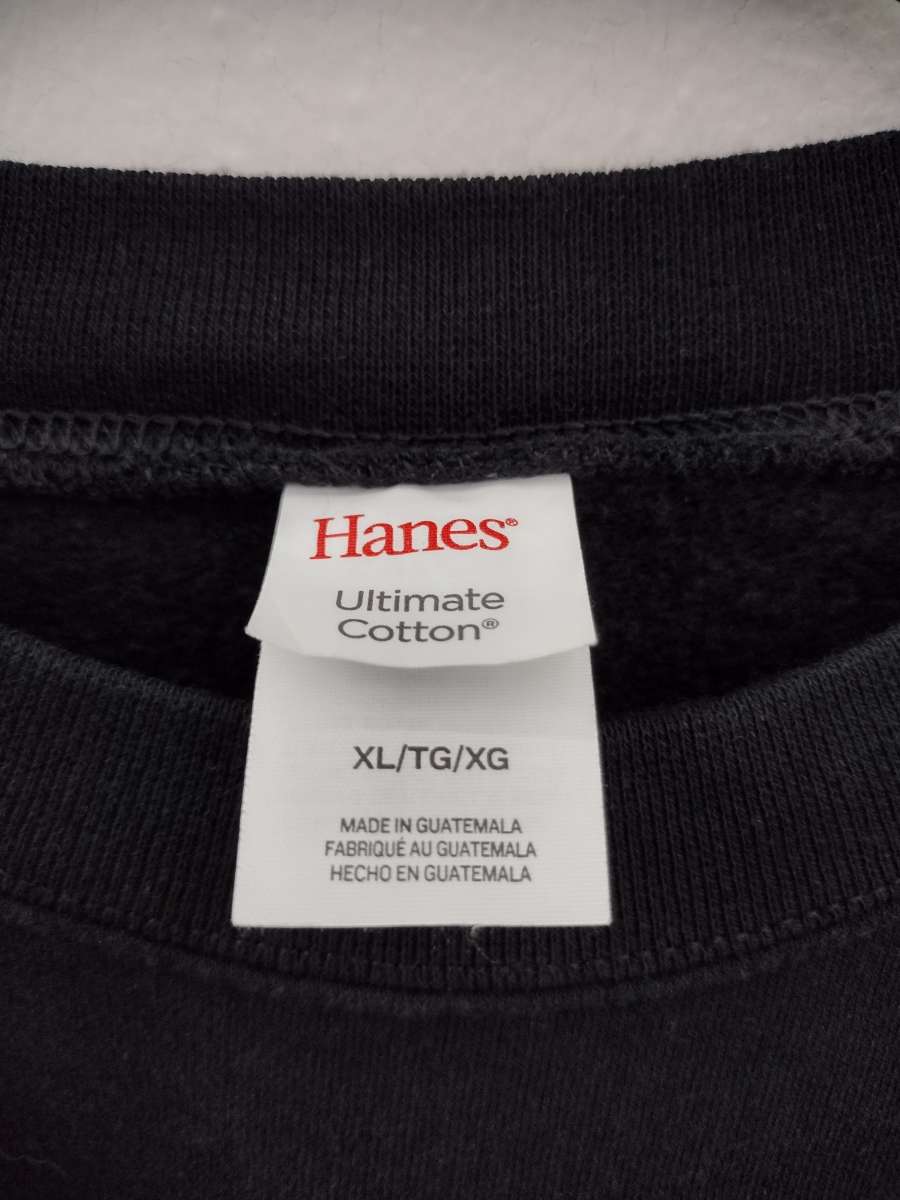 Hanes®
Ultimate
Cotton®
XL/TG/XG
MADE IN GUATEMALA
FABRIQUÉ AU GUATEMALA
HECHO EN GUATEMALA